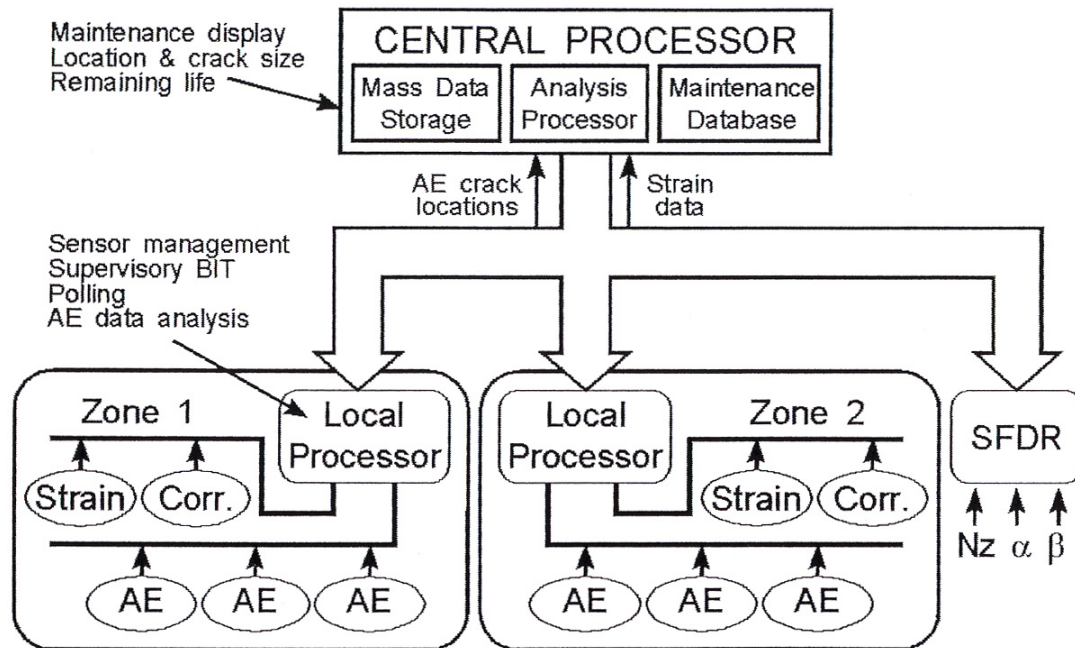 Maintenance display
Location & crack size
Remaining life
CENTRAL PROCESSOR
Mass Data
Storage
Analysis
Processor
Maintenance
Database
AE crack
locations
Strain
data
Sensor management
Supervisory BIT
Polling
AE data analysis
Zone 1
Local
Processor
Strain
Corr.
AE
AE
AE
Local
Processor
Zone 2
Strain
Corr.
AE
AE
AE
SFDR
Nz α β